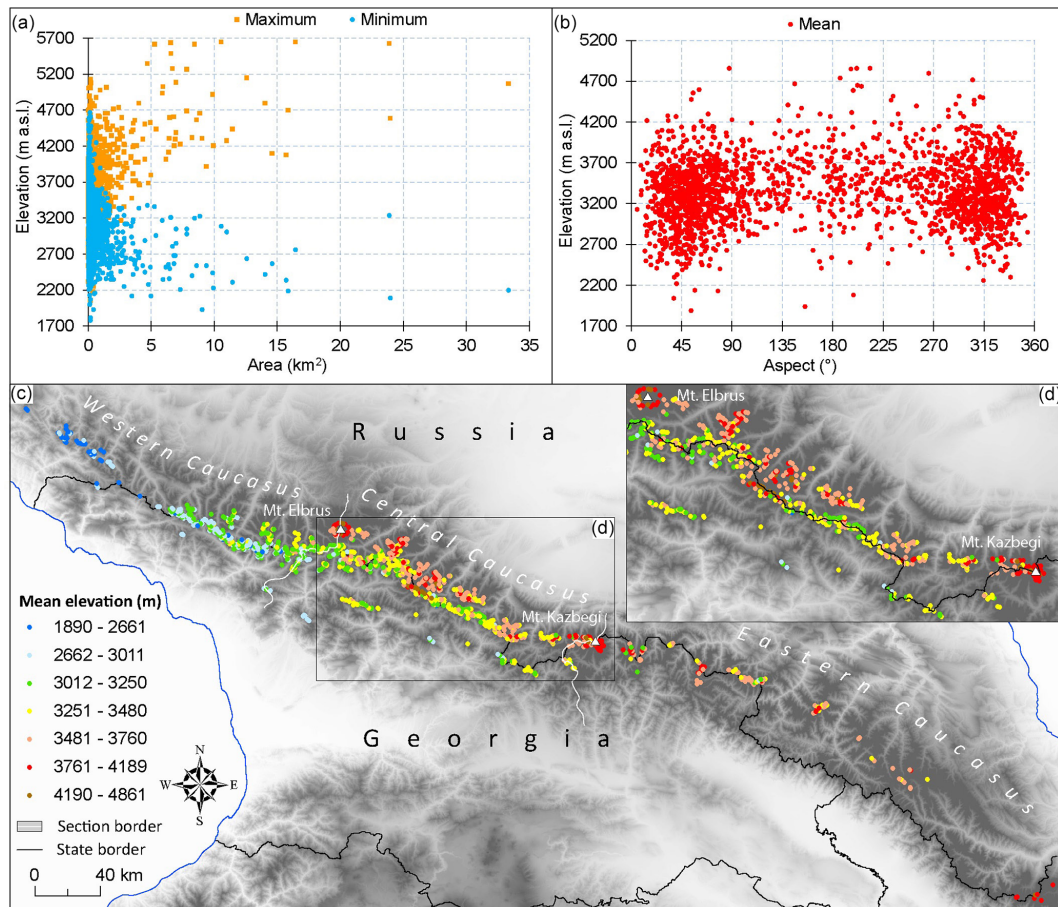 (a)
Maximum
Minimum
5700
5200
4700
4200
3700
3200
2700
2200
1700
Elevation (m a.s.l.)
0
5
10
15
20
25
30
35
Area (km²)
(b)
Mean
5200
4700
4200
3700
3200
2700
2200
1700
Elevation (m a.s.l.)
0
45
90
135
180
225
270
315
360
Aspect (°)
(c)
Western Caucasus
Russia
Mt. Elbrus
Central Caucasus
(d)
Mt. Kazbegi
Eastern Caucasus
Georgia
(d)
Mt. Elbrus
Mt. Kazbegi
Mean elevation (m)
1890 - 2661
2662 - 3011
3012 - 3250
3251 - 3480
3481 - 3760
3761 - 4189
4190 - 4861
N
W
E
S
Section border
State border
0
40 km